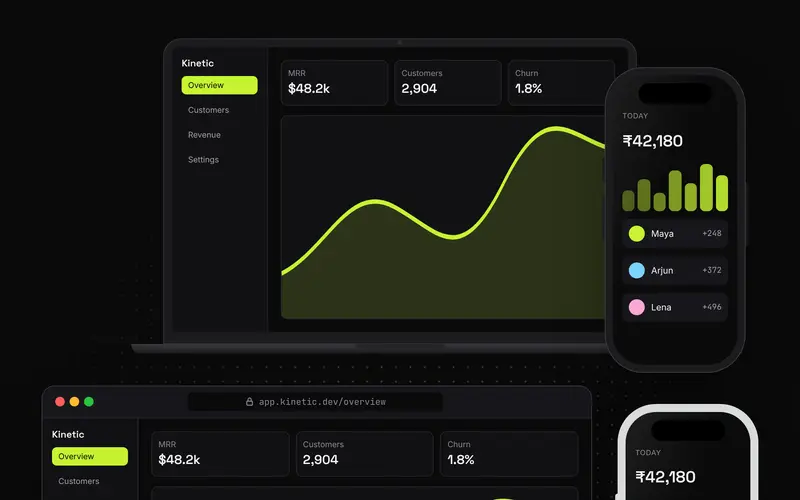 Kinetic
Overview
Customers
Revenue
Settings
MRR
$48.2k
Customers
2,904
Churn
1.8%
TODAY
₹42,180
Maya +248
Arjun +372
Lena +496
app.kinetic.dev/overview
Kinetic
Overview
Customers
MRR
$48.2k
Customers
2,904
Churn
1.8%
TODAY
₹42,180